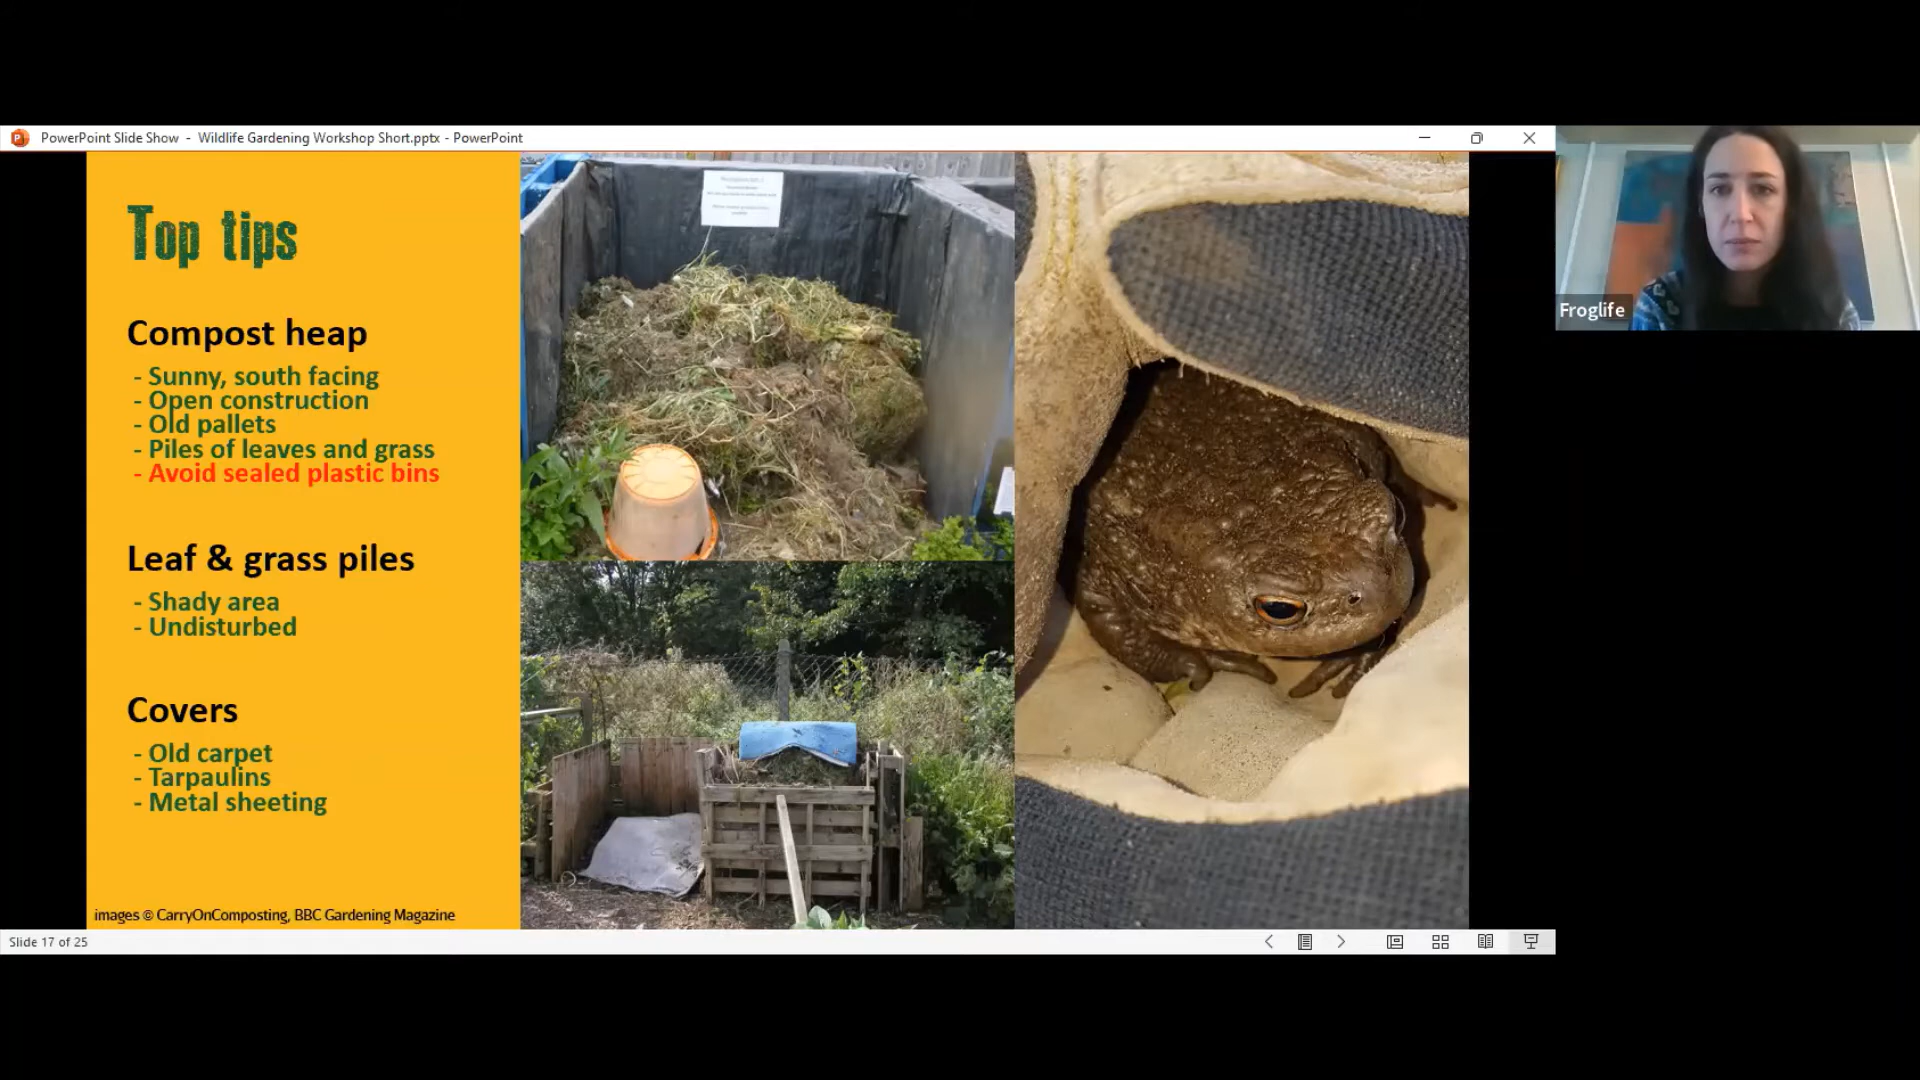 PowerPoint Slide Show - Wildlife Gardening Workshop Short.pptx - PowerPoint
Top tips
Compost heap
- Sunny, south facing
- Open construction
- Old pallets
- Piles of leaves and grass
- Avoid sealed plastic bins
Leaf & grass piles
- Shady area
- Undisturbed
Covers
- Old carpet
- Tarpaulins
- Metal sheeting
images © CarryOnComposting, BBC Gardening Magazine
Froglife
Slide 17 of 25